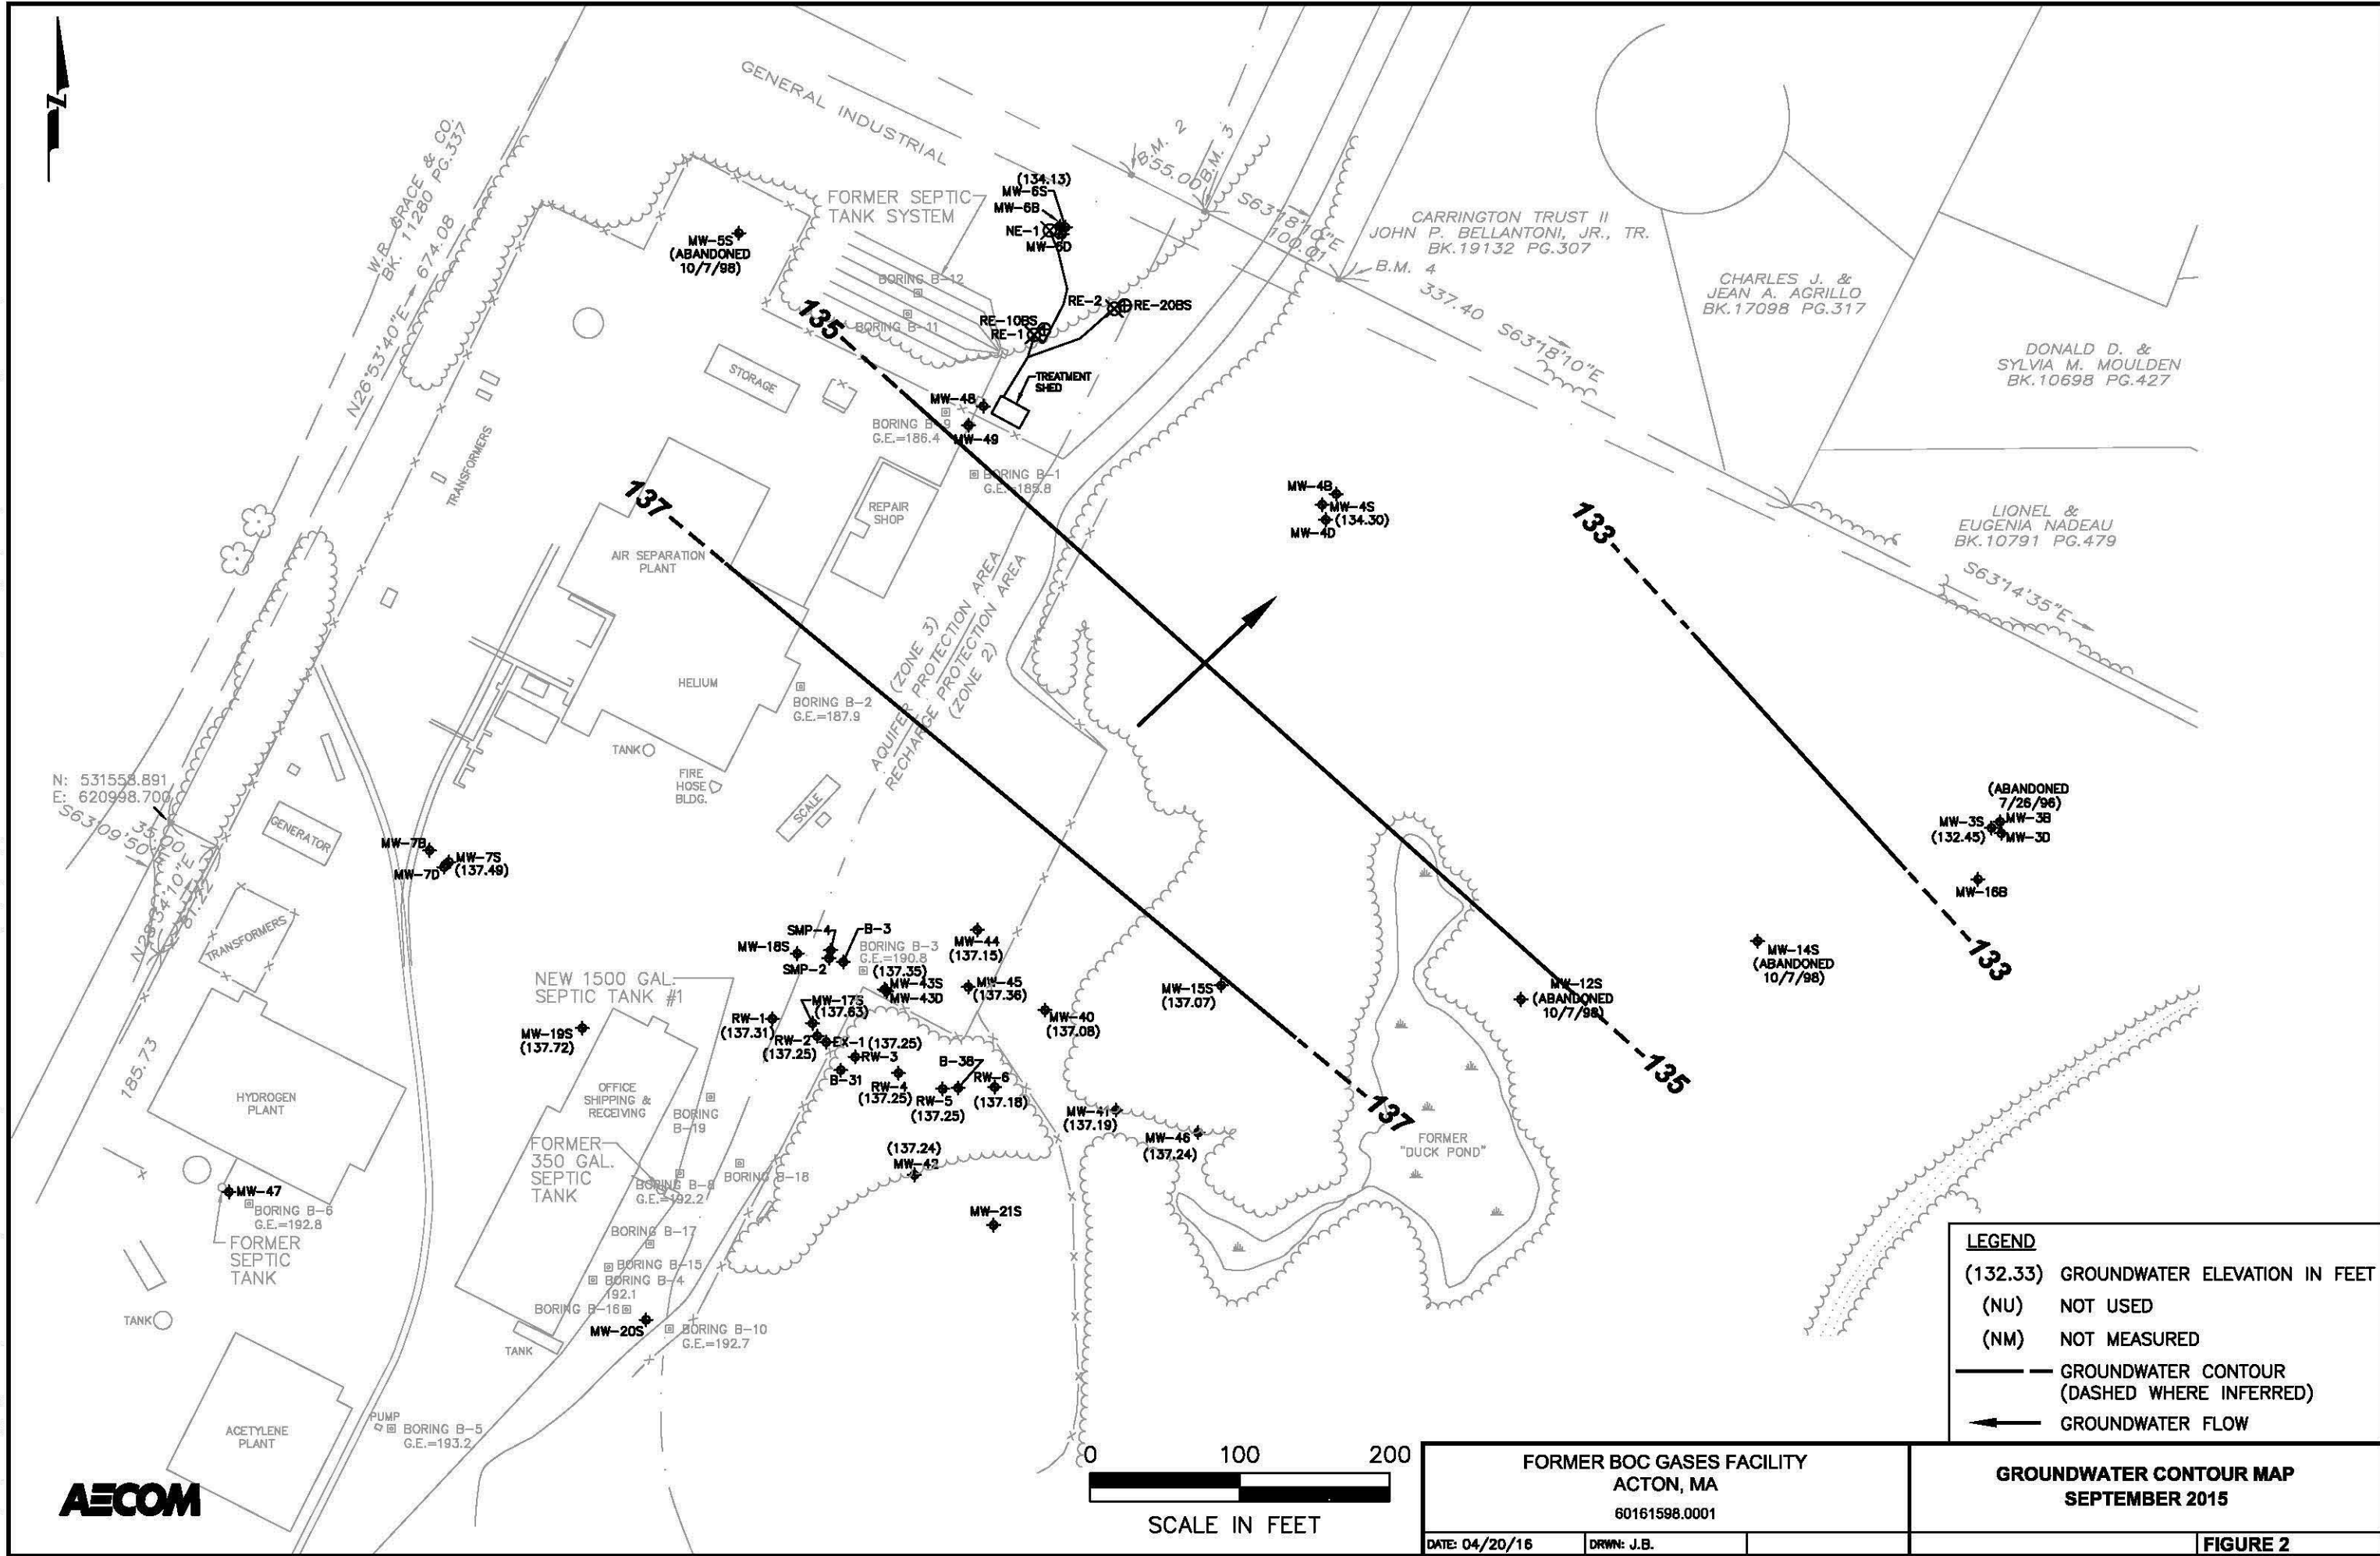 N
GENERAL INDUSTRIAL
W.R. GRACE & CO.
BK. 11280 PG.337
N26°53'40"E 674.08
B.M. 2
B.M. 3
S63°18'10"E
100.01
B.M. 4
337.40 S63°18'10"E
CARRINGTON TRUST II
JOHN P. BELLANTONI, JR., TR.
BK.19132 PG.307
CHARLES J. &
JEAN A. AGRILLO
BK.17098 PG.317
DONALD D. &
SYLVIA M. MOULDEN
BK.10698 PG.427
LIONEL &
EUGENIA NADEAU
BK.10791 PG.479
S63°14'35"E
FORMER SEPTIC
TANK SYSTEM
MW-5S
(ABANDONED
10/7/98)
(134.13)
MW-6S
MW-6B
NE-1
MW-6D
BORING B-12
BORING B-11
RE-2
RE-20BS
RE-10BS
RE-1
TREATMENT
SHED
135
STORAGE
MW-48
BORING B-9
G.E.=186.4
MW-49
BORING B-1
G.E.=185.8
TRANSFORMERS
137
REPAIR
SHOP
AIR SEPARATION
PLANT
MW-4B
MW-4S
(134.30)
MW-4D
133
(ZONE 3)
AQUIFER PROTECTION AREA
RECHARGE PROTECTION AREA
(ZONE 2)
HELIUM
BORING B-2
G.E.=187.9
TANK
FIRE
HOSE
BLDG.
SCALE
N: 531558.891
E: 620998.700
S63°09'50"E
35.00
GENERATOR
MW-7B
MW-7S
(137.49)
MW-7D
(ABANDONED
7/26/96)
MW-3S
(132.45)
MW-3B
MW-3D
MW-16B
133
TRANSFORMERS
185.73
SMP-4
B-3
MW-18S
SMP-2
BORING B-3
G.E.=190.8
(137.35)
MW-43S
MW-43D
MW-44
(137.15)
MW-45
(137.36)
MW-15S
(137.07)
MW-14S
(ABANDONED
10/7/98)
MW-12S
(ABANDONED
10/7/98)
NEW 1500 GAL.
SEPTIC TANK #1
MW-19S
(137.72)
RW-1
(137.31)
MW-17S
(137.63)
RW-2
(137.25)
EX-1 (137.25)
RW-3
B-31
RW-4
(137.25)
RW-5
(137.25)
B-38
RW-6
(137.18)
MW-40
(137.08)
135
HYDROGEN
PLANT
OFFICE
SHIPPING &
RECEIVING
BORING
B-19
MW-41
(137.19)
MW-46
(137.24)
137
FORMER
"DUCK POND"
FORMER
350 GAL.
SEPTIC
TANK
BORING B-8
G.E.=192.2
BORING B-18
(137.24)
MW-42
MW-21S
MW-47
BORING B-6
G.E.=192.8
FORMER
SEPTIC
TANK
BORING B-17
BORING B-15
BORING B-4
192.1
BORING B-16
MW-20S
BORING B-10
G.E.=192.7
TANK
TANK
ACETYLENE
PLANT
PUMP
BORING B-5
G.E.=193.2
LEGEND
(132.33) GROUNDWATER ELEVATION IN FEET
(NU) NOT USED
(NM) NOT MEASURED
GROUNDWATER CONTOUR
(DASHED WHERE INFERRED)
GROUNDWATER FLOW
AECOM
0 100 200
SCALE IN FEET
FORMER BOC GASES FACILITY
ACTON, MA
60161598.0001
DATE: 04/20/16 DRWN: J.B.
GROUNDWATER CONTOUR MAP
SEPTEMBER 2015
FIGURE 2